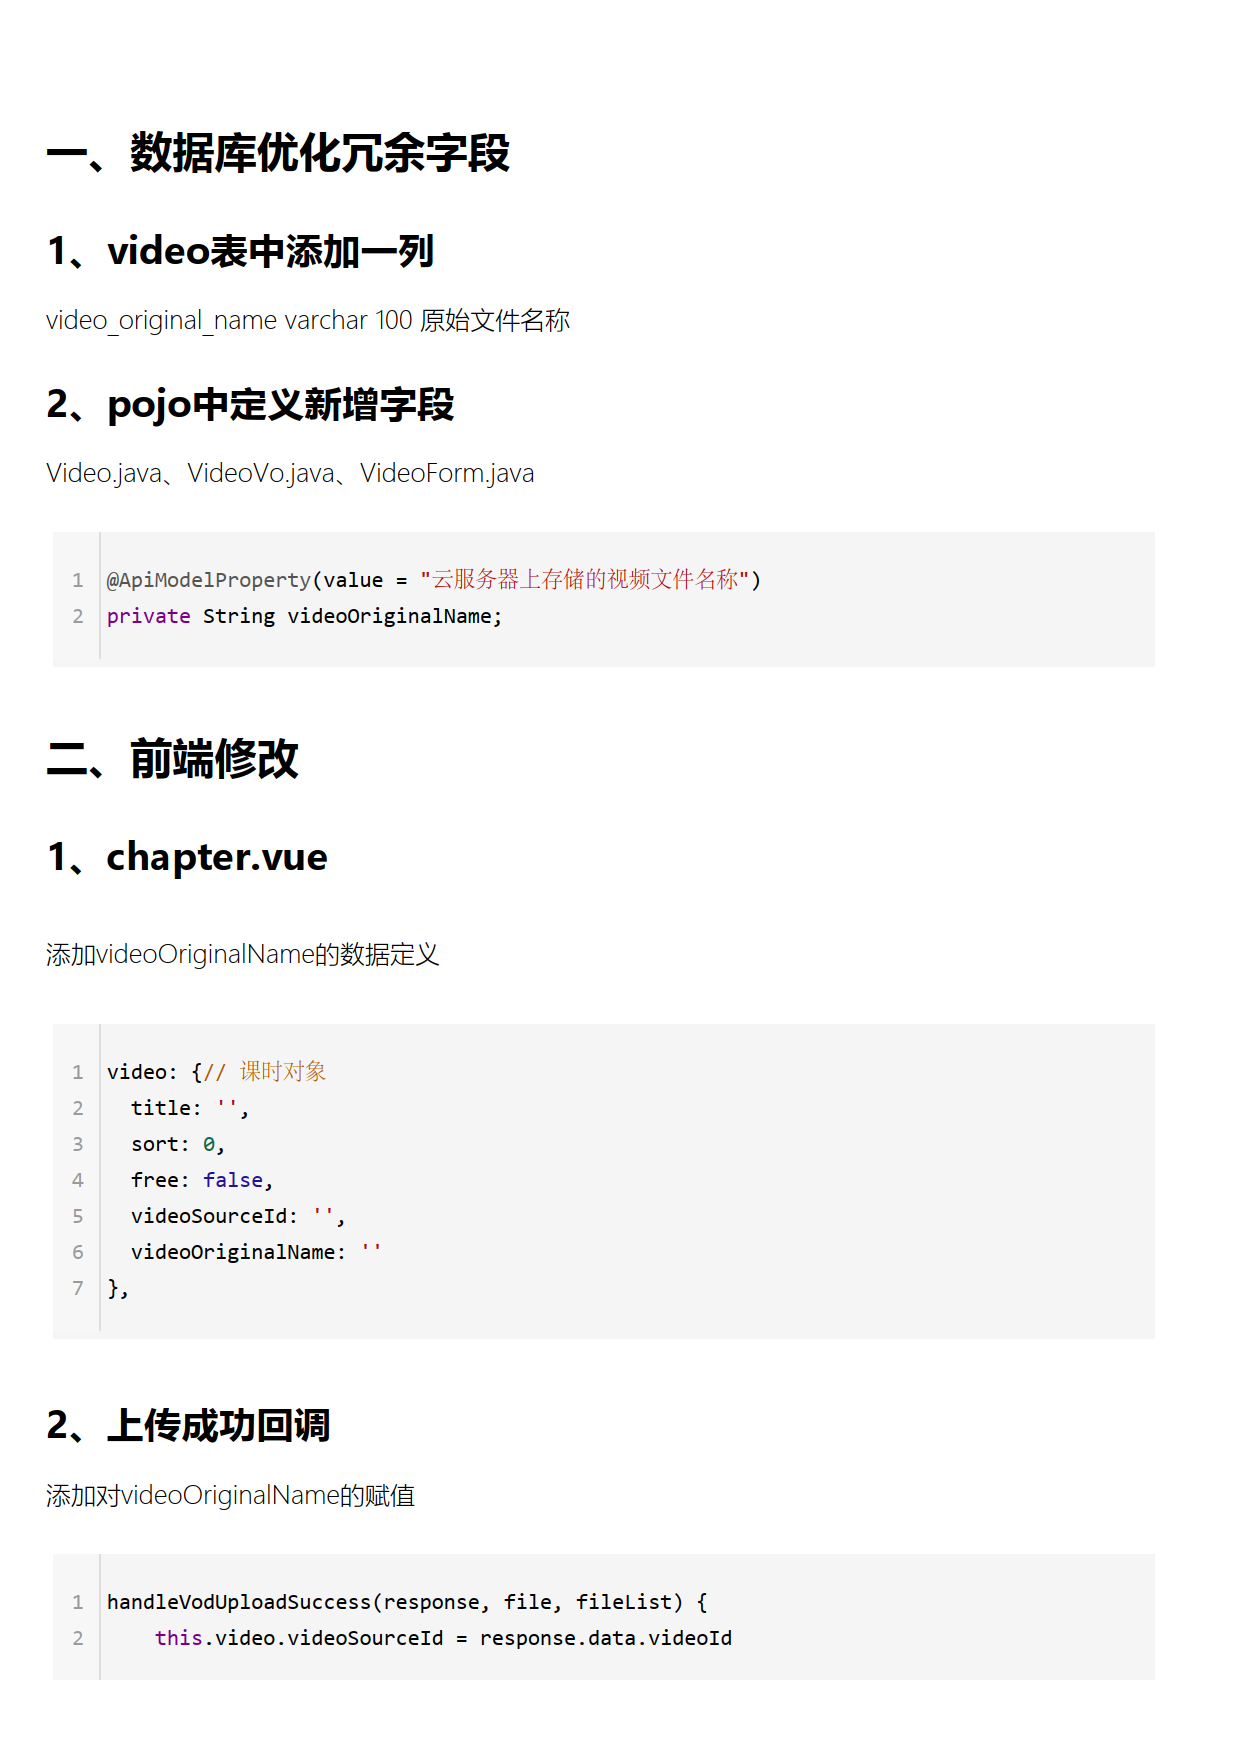 一、数据库优化冗余字段
1、video表中添加一列
video_original_name varchar 100 原始文件名称
2、pojo中定义新增字段
Video.java、VideoVo.java、VideoForm.java
1 @ApiModelProperty(value = "云服务器上存储的视频文件名称")
2 private String videoOriginalName;
二、前端修改
1、chapter.vue
添加videoOriginalName的数据定义
1 video: {// 课时对象
2   title: '',
3   sort: 0,
4   free: false,
5   videoSourceId: '',
6   videoOriginalName: ''
7 },
2、上传成功回调
添加对videoOriginalName的赋值
1 handleVodUploadSuccess(response, file, fileList) {
2     this.video.videoSourceId = response.data.videoId